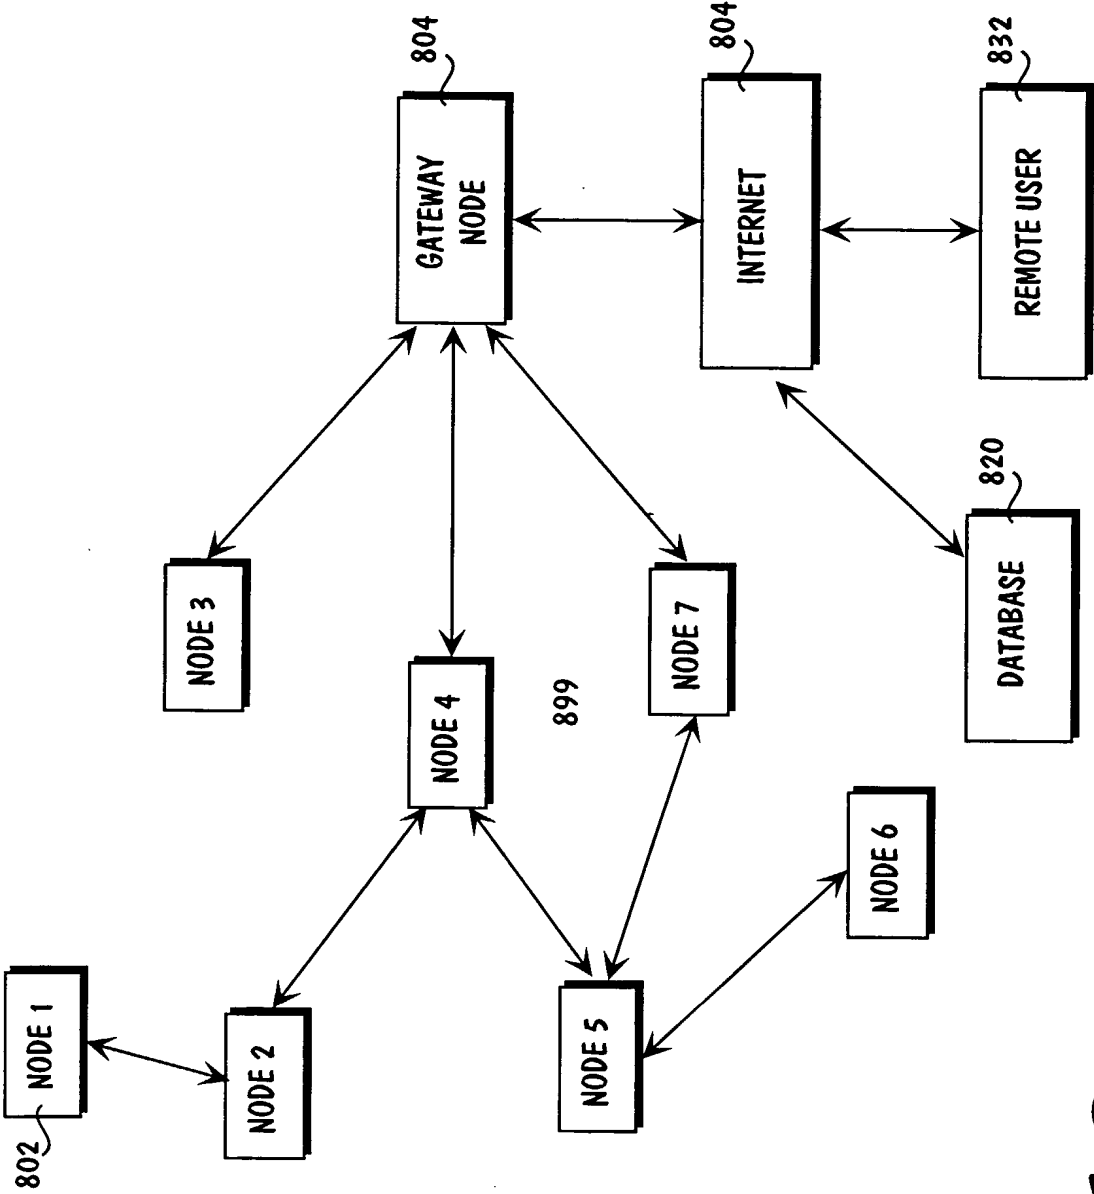 802
NODE 1
NODE 2
NODE 3
NODE 4
899
NODE 5
NODE 6
NODE 7
GATEWAY
NODE
804
INTERNET
804
DATABASE
820
REMOTE USER
832